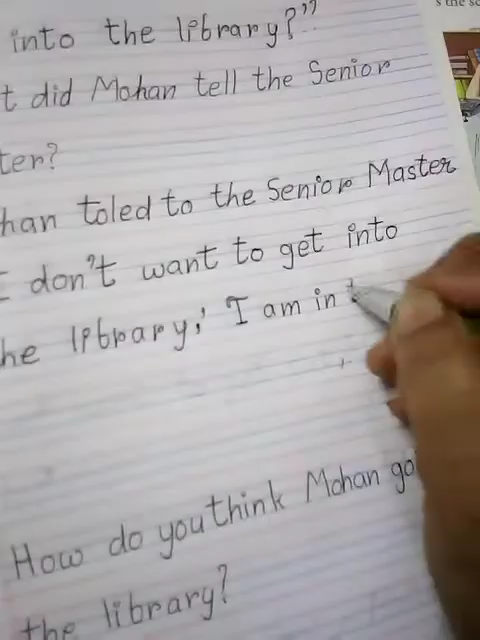 into the library?"
t did Mohan tell the Senior
ter?
han toled to the Senior Master
I don't want to get into
he library; I am in
How do you think Mohan go
the library?